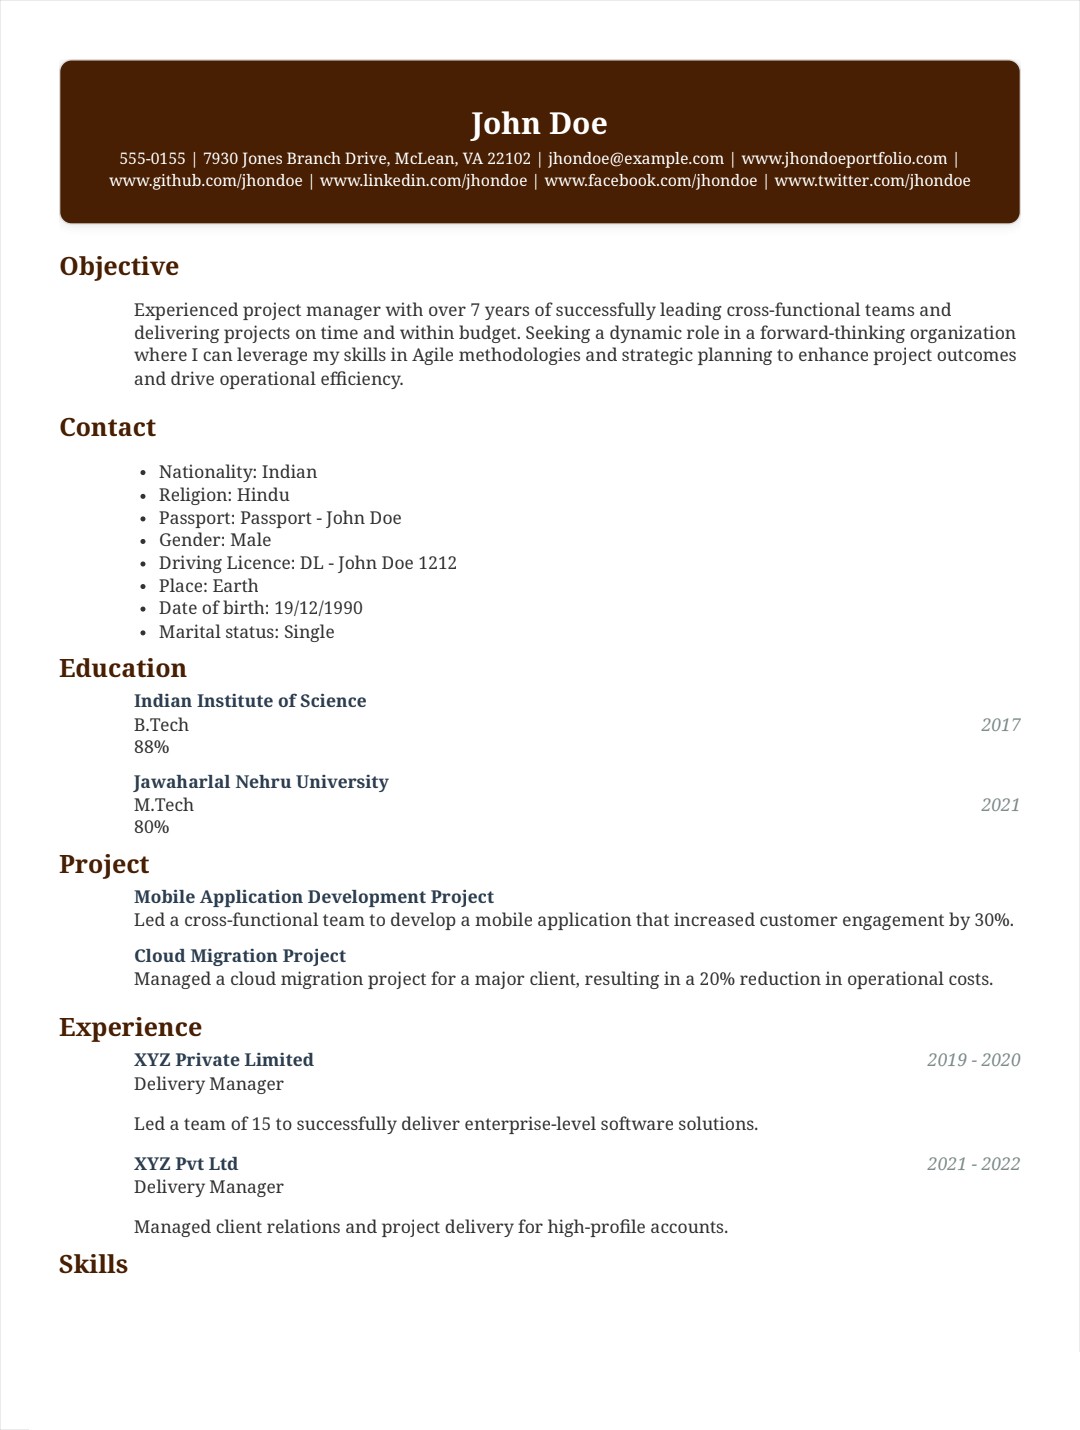 John Doe
555-0155 | 7930 Jones Branch Drive, McLean, VA 22102 | jhondoe@example.com | www.jhondoeportfolio.com |
www.github.com/jhondoe | www.linkedin.com/jhondoe | www.facebook.com/jhondoe | www.twitter.com/jhondoe
Objective
Experienced project manager with over 7 years of successfully leading cross-functional teams and
delivering projects on time and within budget. Seeking a dynamic role in a forward-thinking organization
where I can leverage my skills in Agile methodologies and strategic planning to enhance project outcomes
and drive operational efficiency.
Contact
• Nationality: Indian
• Religion: Hindu
• Passport: Passport - John Doe
• Gender: Male
• Driving Licence: DL - John Doe 1212
• Place: Earth
• Date of birth: 19/12/1990
• Marital status: Single
Education
Indian Institute of Science
B.Tech 2017
88%
Jawaharlal Nehru University
M.Tech 2021
80%
Project
Mobile Application Development Project
Led a cross-functional team to develop a mobile application that increased customer engagement by 30%.
Cloud Migration Project
Managed a cloud migration project for a major client, resulting in a 20% reduction in operational costs.
Experience
XYZ Private Limited 2019 - 2020
Delivery Manager
Led a team of 15 to successfully deliver enterprise-level software solutions.
XYZ Pvt Ltd 2021 - 2022
Delivery Manager
Managed client relations and project delivery for high-profile accounts.
Skills